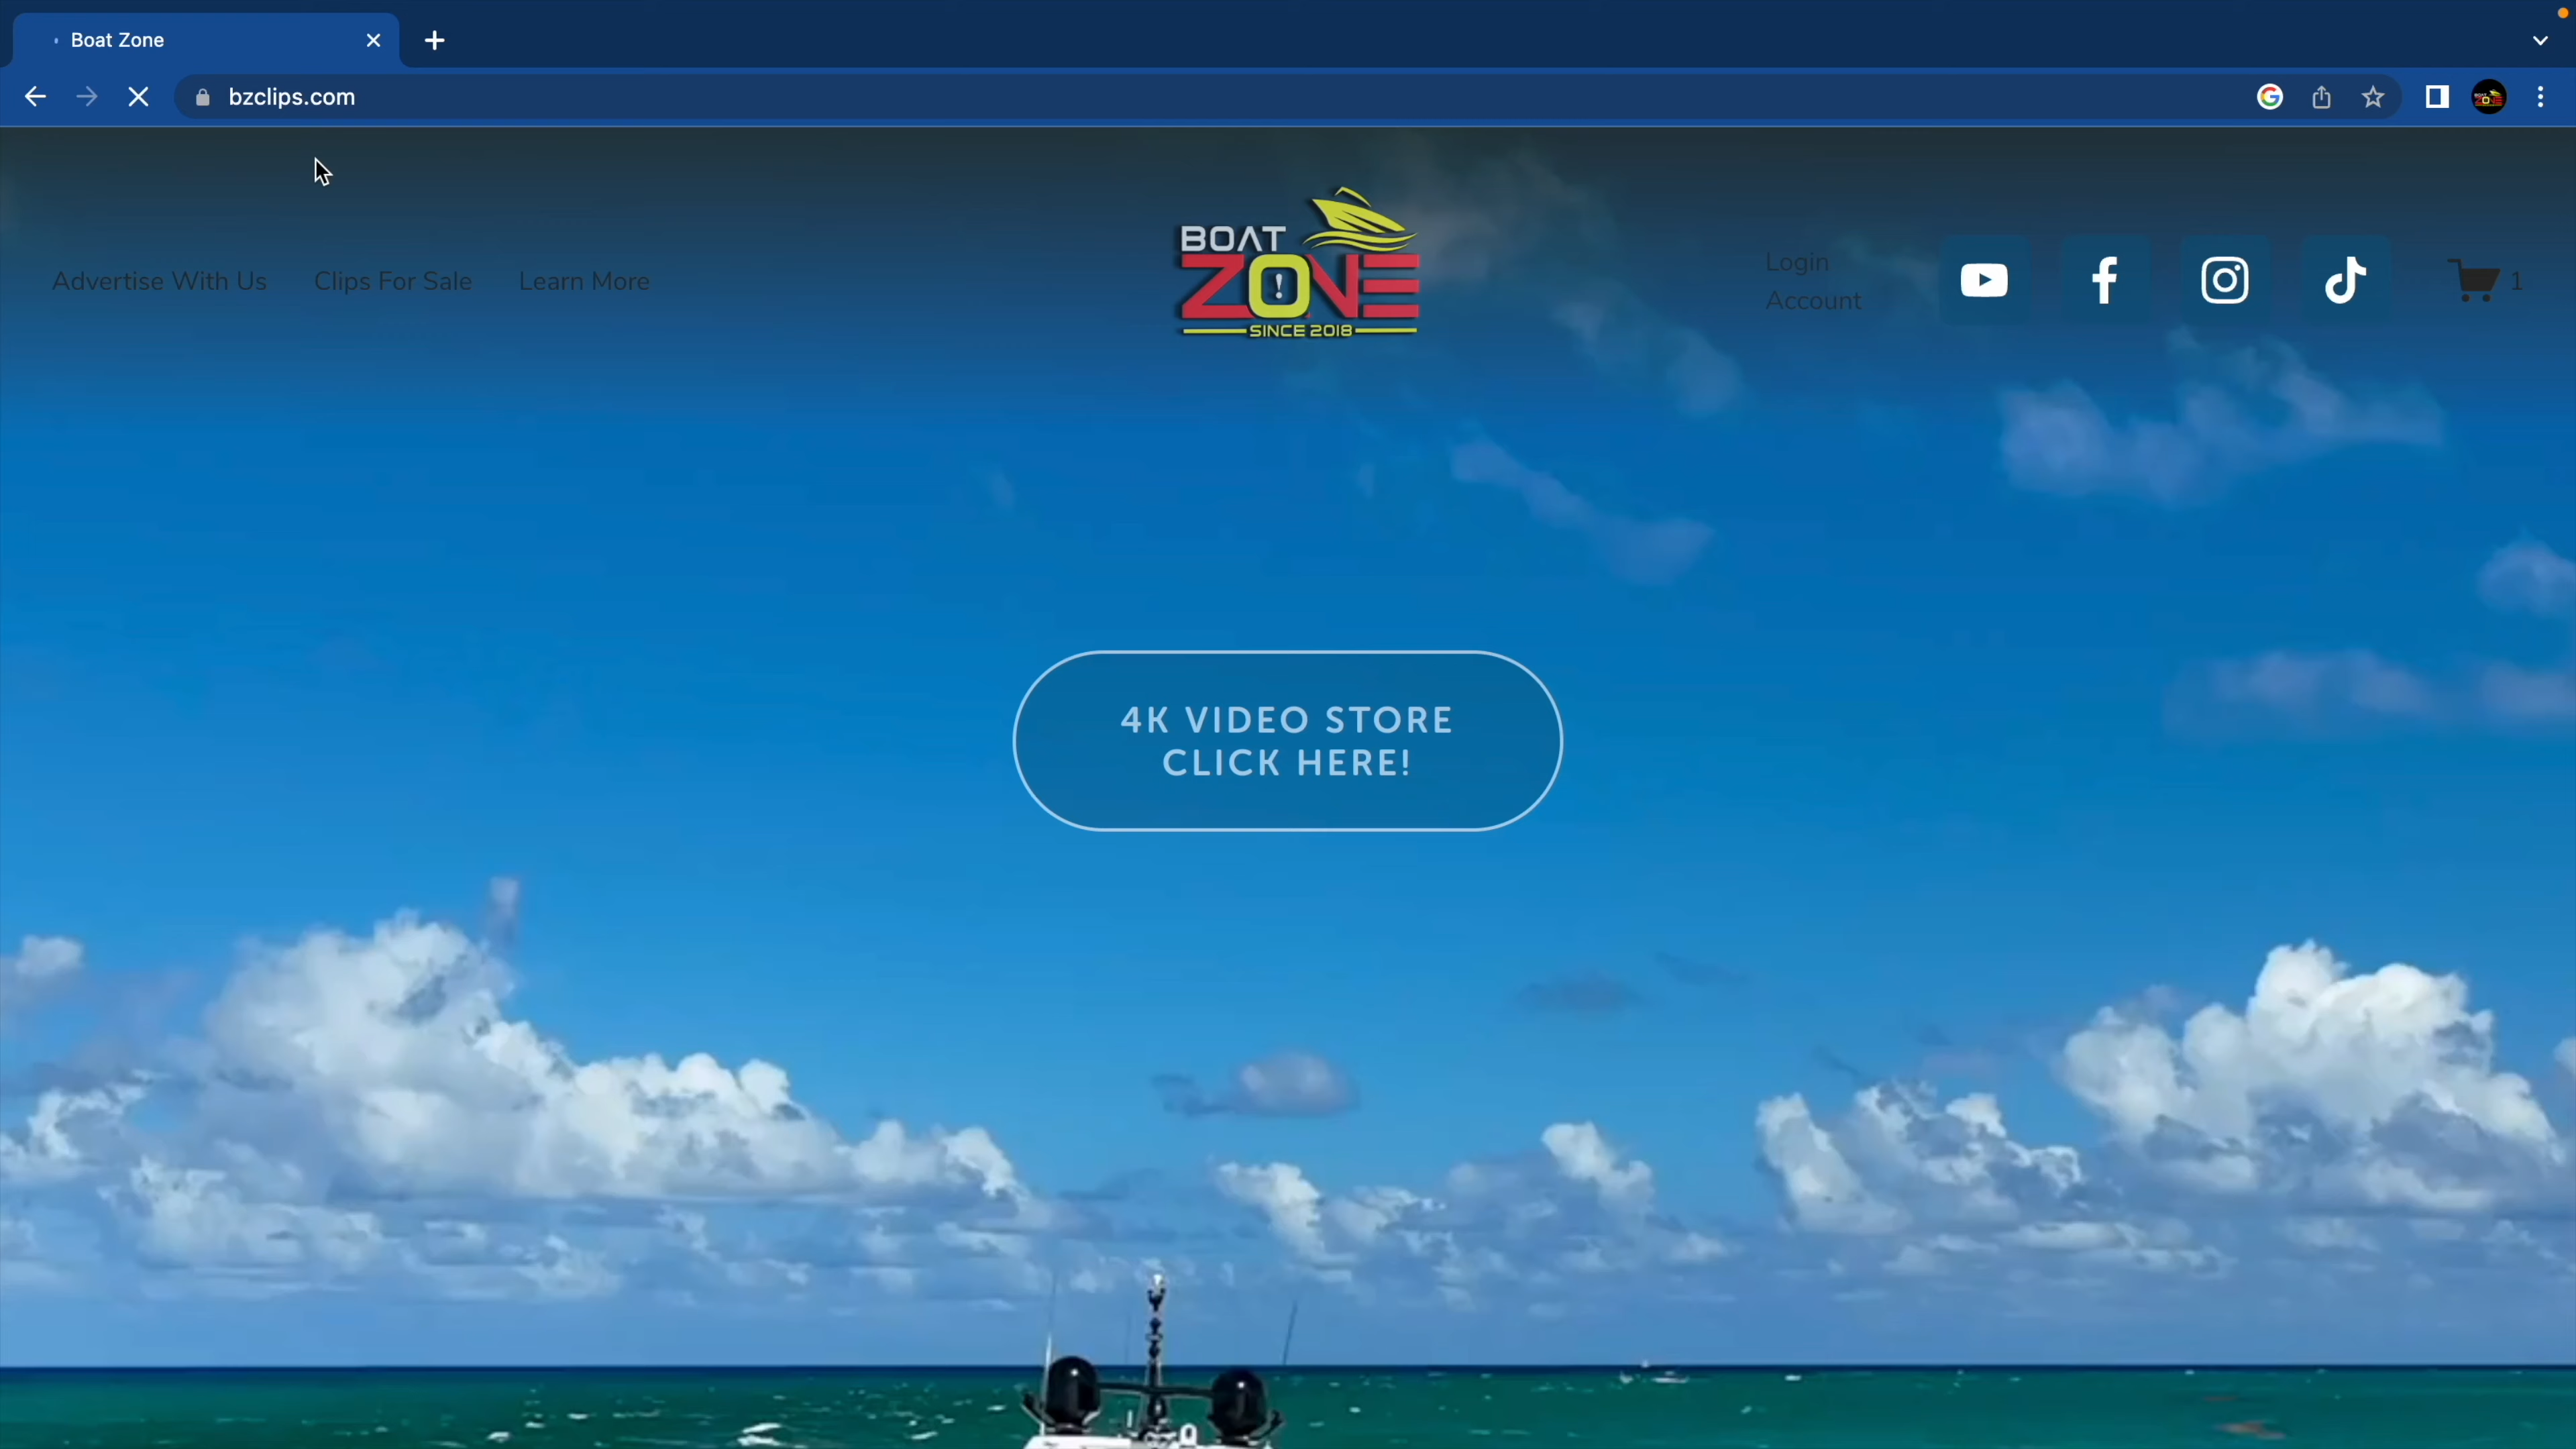 Boat Zone
bzclips.com
Advertise With Us
Clips For Sale
Learn More
BOAT
ZONE
SINCE 2018
Login
Account
1
4K VIDEO STORE
CLICK HERE!